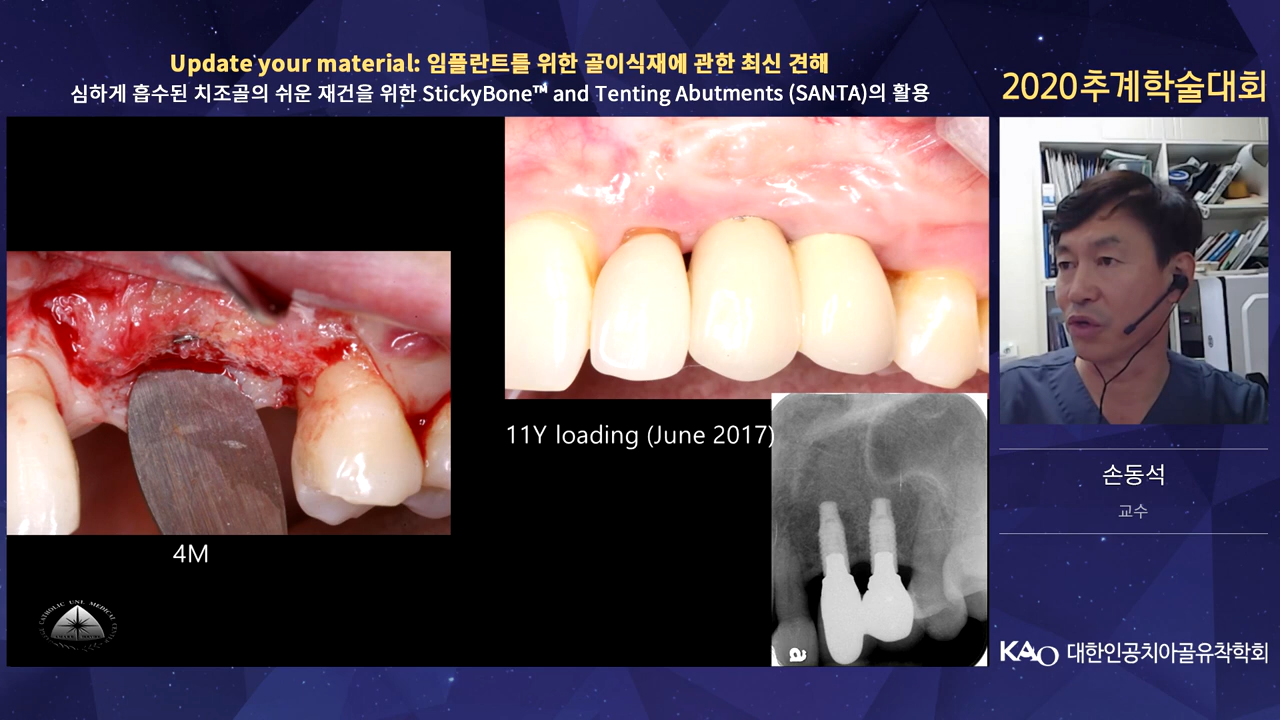 Update your material: 임플란트를 위한 골이식재에 관한 최신 견해
심하게 흡수된 치조골의 쉬운 재건을 위한 StickyBone™ and Tenting Abutments (SANTA)의 활용
2020추계학술대회
11Y loading (June 2017)
4M
손동석
교수
CATHOLIC UNI. MEDICAL CENTER
KAO 대한인공치아골유착학회